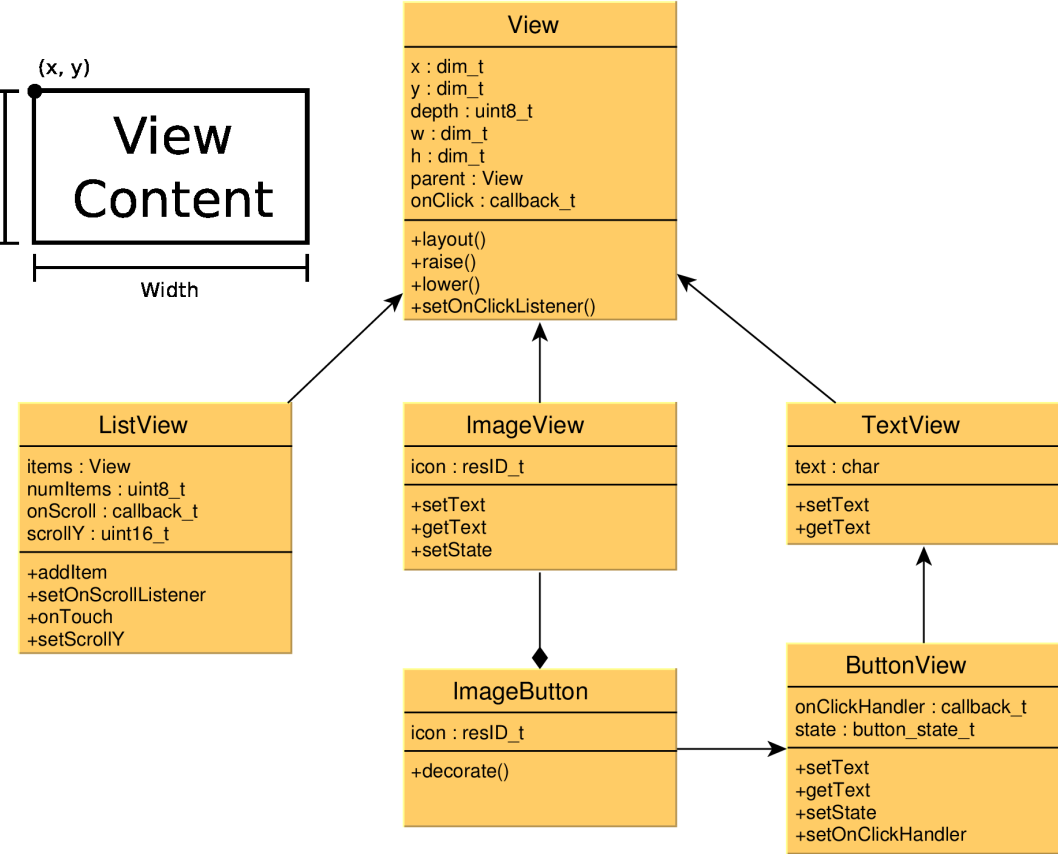 (x, y)
View
Content
Width
View
x : dim_t
y : dim_t
depth : uint8_t
w : dim_t
h : dim_t
parent : View
onClick : callback_t
+layout()
+raise()
+lower()
+setOnClickListener()
ListView
items : View
numItems : uint8_t
onScroll : callback_t
scrollY : uint16_t
+addItem
+setOnScrollListener
+onTouch
+setScrollY
ImageView
icon : resID_t
+setText
+getText
+setState
TextView
text : char
+setText
+getText
ImageButton
icon : resID_t
+decorate()
ButtonView
onClickHandler : callback_t
state : button_state_t
+setText
+getText
+setState
+setOnClickHandler